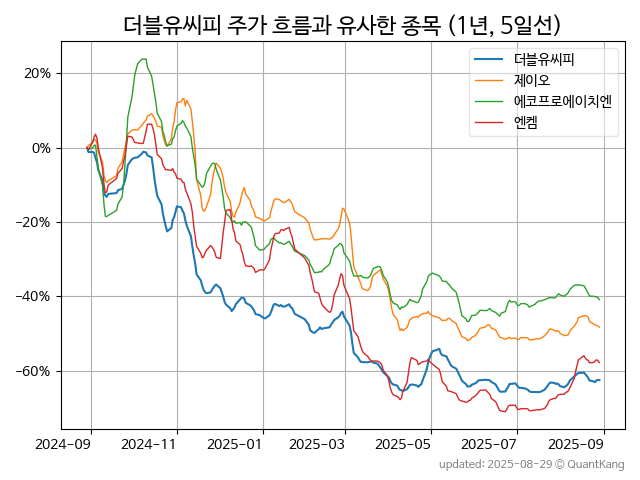 더블유씨피 주가 흐름과 유사한 종목 (1년, 5일선)
더블유씨피
제이오
에코프로에이치엔
엔켐
20%
0%
−20%
−40%
−60%
2024-09
2024-11
2025-01
2025-03
2025-05
2025-07
2025-09
updated: 2025-08-29 © QuantKang